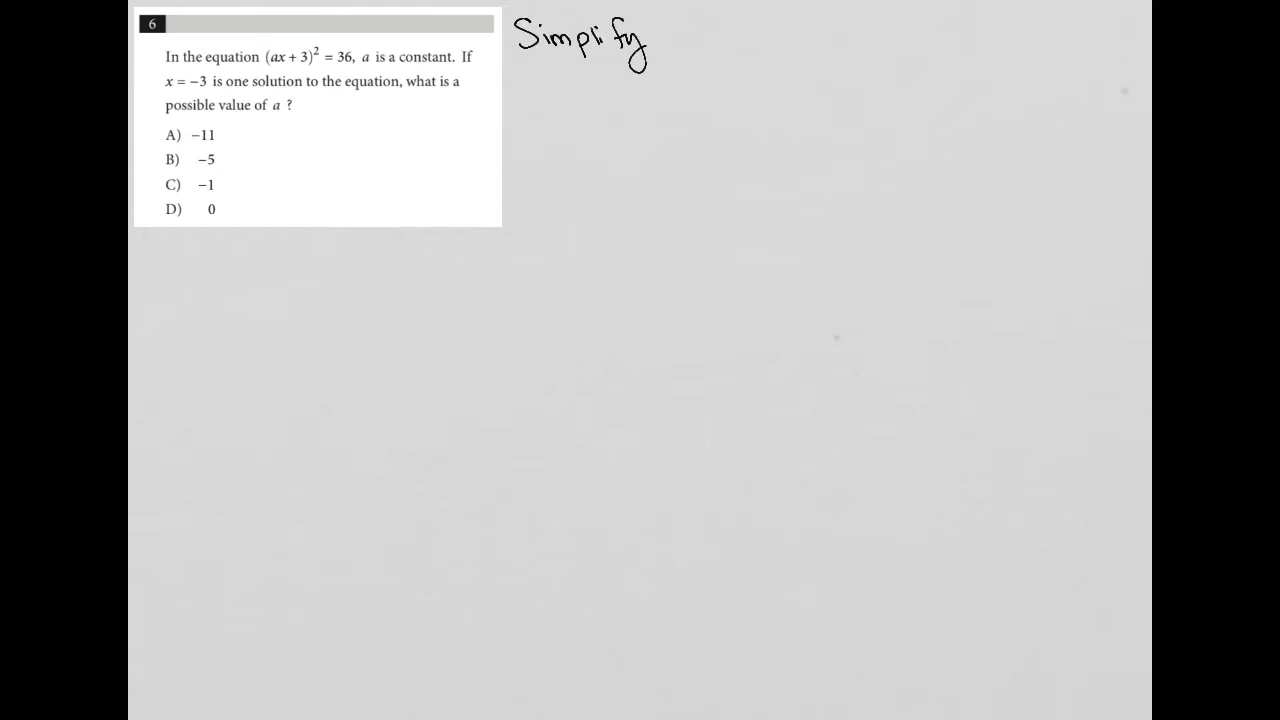 6
Simplify
In the equation (ax + 3)² = 36, a is a constant. If
x = −3 is one solution to the equation, what is a
possible value of a ?
A) −11
B) −5
C) −1
D) 0